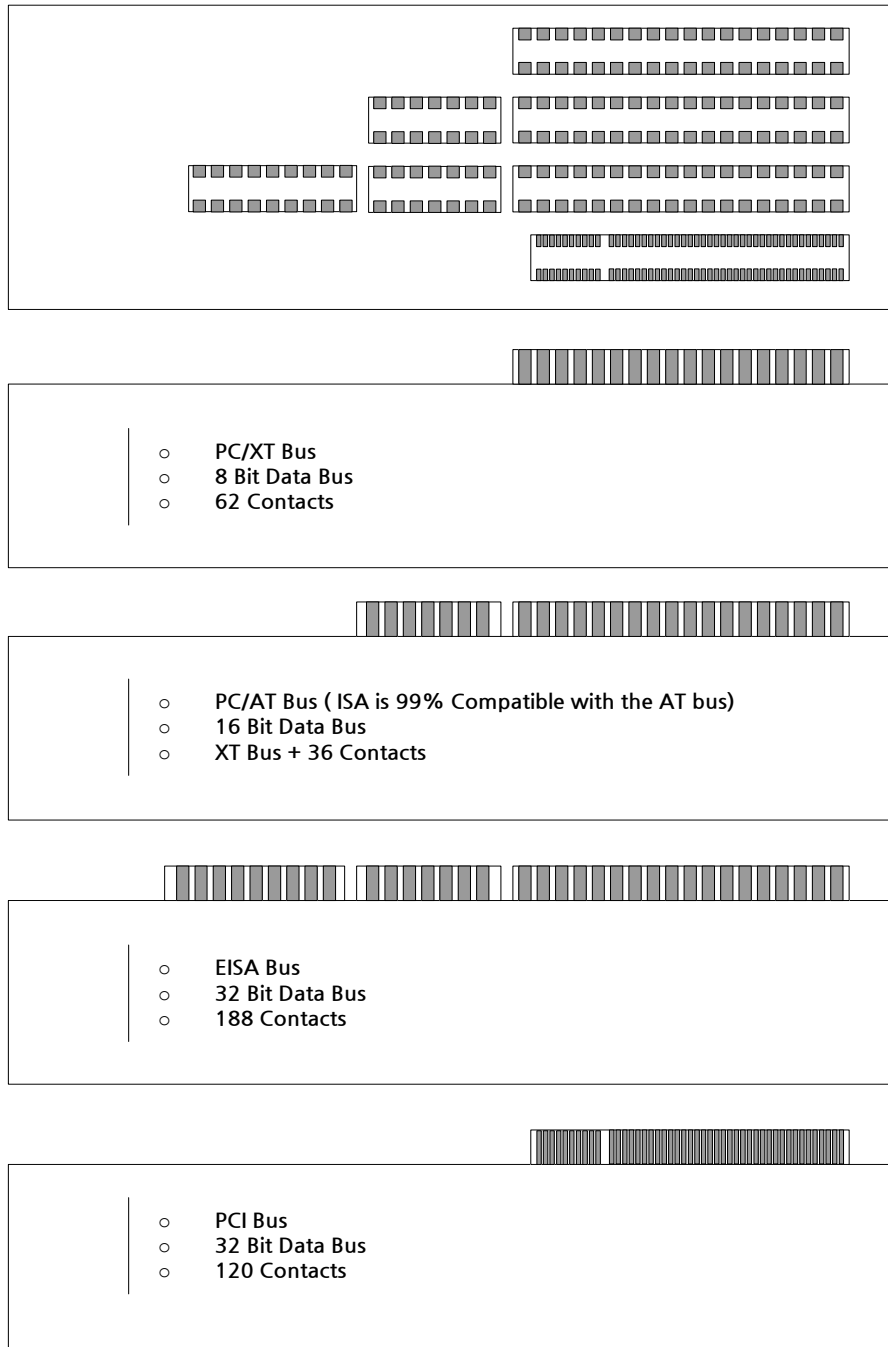 o PC/XT Bus
o 8 Bit Data Bus
o 62 Contacts
o PC/AT Bus ( ISA is 99% Compatible with the AT bus)
o 16 Bit Data Bus
o XT Bus + 36 Contacts
o EISA Bus
o 32 Bit Data Bus
o 188 Contacts
o PCI Bus
o 32 Bit Data Bus
o 120 Contacts